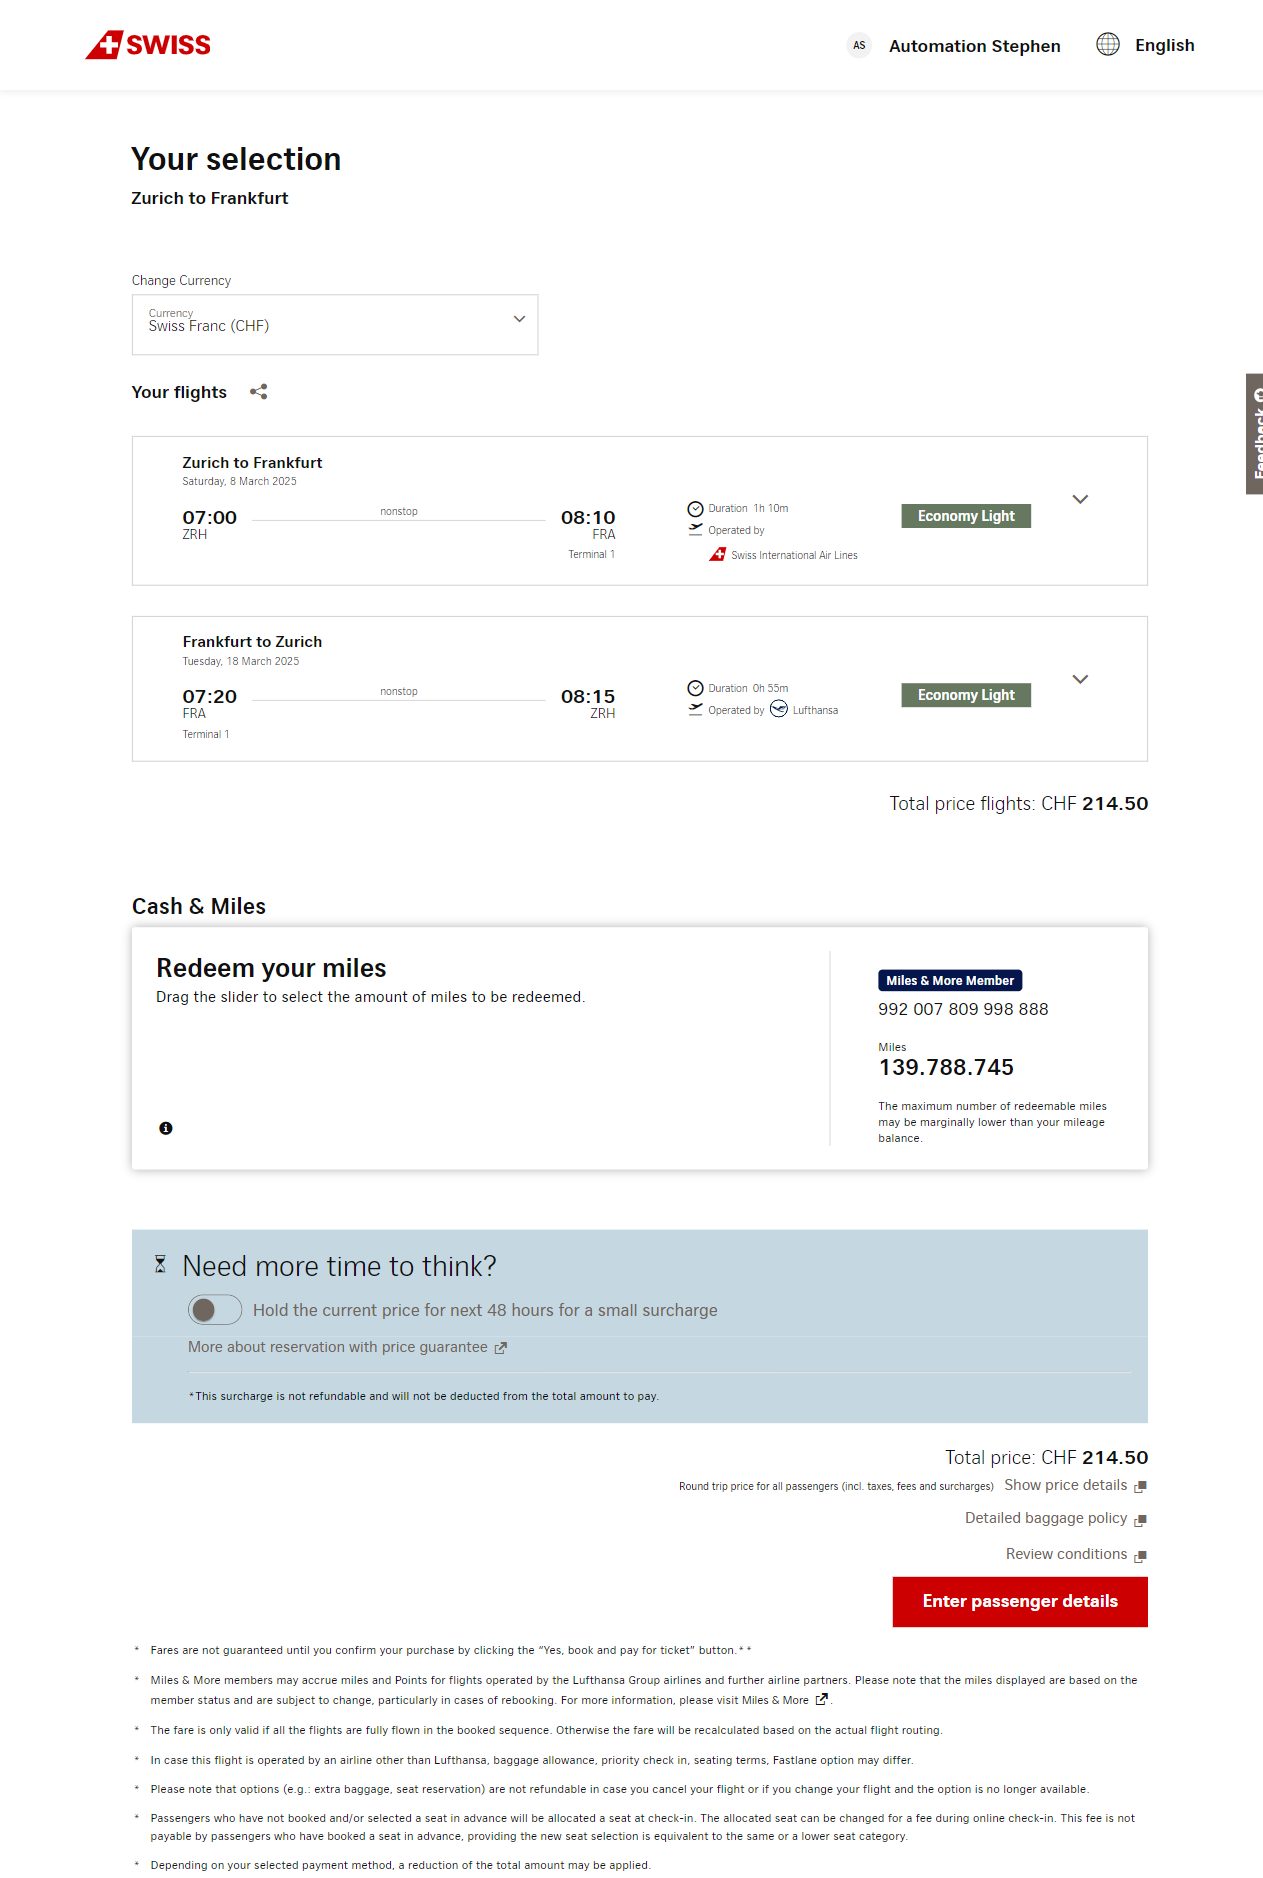 SWISS
AS Automation Stephen English
Your selection
Zurich to Frankfurt
Change Currency
Currency
Swiss Franc (CHF)
Your flights
Feedback
Zurich to Frankfurt
Saturday, 8 March 2025
07:00 nonstop 08:10
ZRH FRA
Terminal 1
Duration 1h 10m
Operated by
Swiss International Air Lines
Economy Light
Frankfurt to Zurich
Tuesday, 18 March 2025
07:20 nonstop 08:15
FRA ZRH
Terminal 1
Duration 0h 55m
Operated by Lufthansa
Economy Light
Total price flights: CHF 214.50
Cash & Miles
Redeem your miles
Drag the slider to select the amount of miles to be redeemed.
Miles & More Member
992 007 809 998 888
Miles
139.788.745
The maximum number of redeemable miles
may be marginally lower than your mileage
balance.
Need more time to think?
Hold the current price for next 48 hours for a small surcharge
More about reservation with price guarantee
*This surcharge is not refundable and will not be deducted from the total amount to pay.
Total price: CHF 214.50
Round trip price for all passengers (incl. taxes, fees and surcharges) Show price details
Detailed baggage policy
Review conditions
Enter passenger details
* Fares are not guaranteed until you confirm your purchase by clicking the “Yes, book and pay for ticket” button.**
* Miles & More members may accrue miles and Points for flights operated by the Lufthansa Group airlines and further airline partners. Please note that the miles displayed are based on the
member status and are subject to change, particularly in cases of rebooking. For more information, please visit Miles & More .
* The fare is only valid if all the flights are fully flown in the booked sequence. Otherwise the fare will be recalculated based on the actual flight routing.
* In case this flight is operated by an airline other than Lufthansa, baggage allowance, priority check in, seating terms, Fastlane option may differ.
* Please note that options (e.g.: extra baggage, seat reservation) are not refundable in case you cancel your flight or if you change your flight and the option is no longer available.
* Passengers who have not booked and/or selected a seat in advance will be allocated a seat at check-in. The allocated seat can be changed for a fee during online check-in. This fee is not
payable by passengers who have booked a seat in advance, providing the new seat selection is equivalent to the same or a lower seat category.
* Depending on your selected payment method, a reduction of the total amount may be applied.